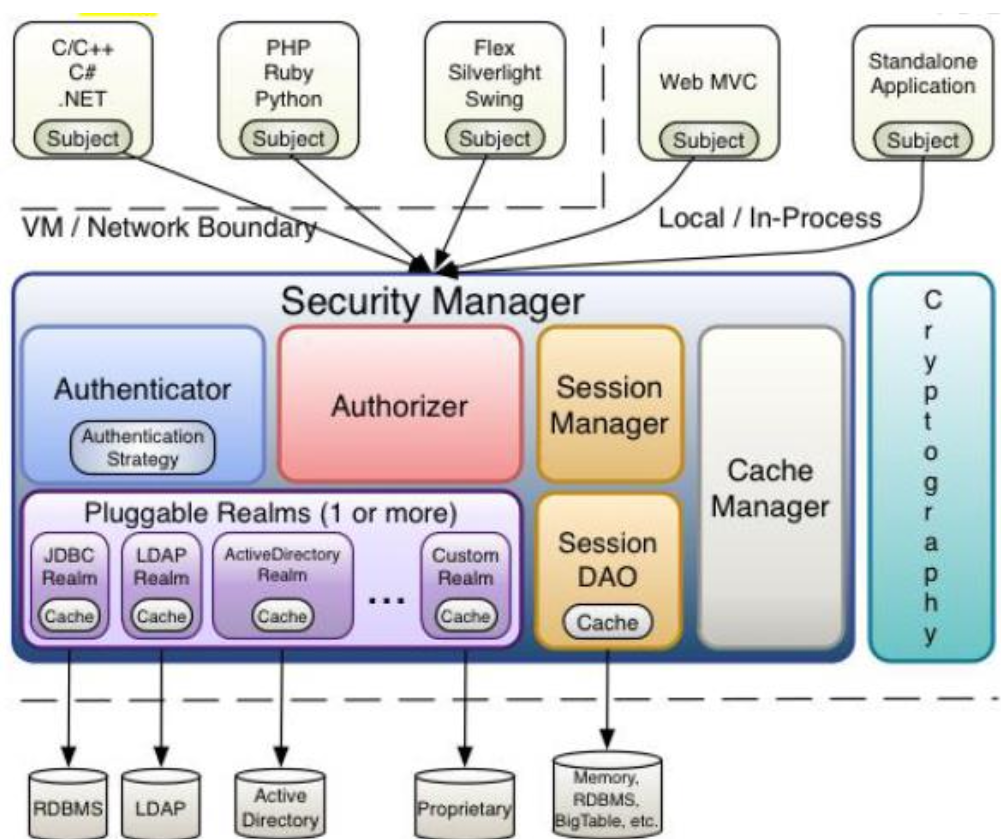 C/C++
C#
.NET
Subject
PHP
Ruby
Python
Subject
Flex
Silverlight
Swing
Subject
Web MVC
Subject
Standalone
Application
Subject
VM / Network Boundary
Local / In-Process
Security Manager
Authenticator
Authentication
Strategy
Authorizer
Session
Manager
Cache
Manager
Cryptography
Pluggable Realms (1 or more)
JDBC
Realm
Cache
LDAP
Realm
Cache
ActiveDirectory
Realm
Cache
...
Custom
Realm
Cache
Session
DAO
Cache
RDBMS
LDAP
Active
Directory
Proprietary
Memory,
RDBMS,
BigTable, etc.